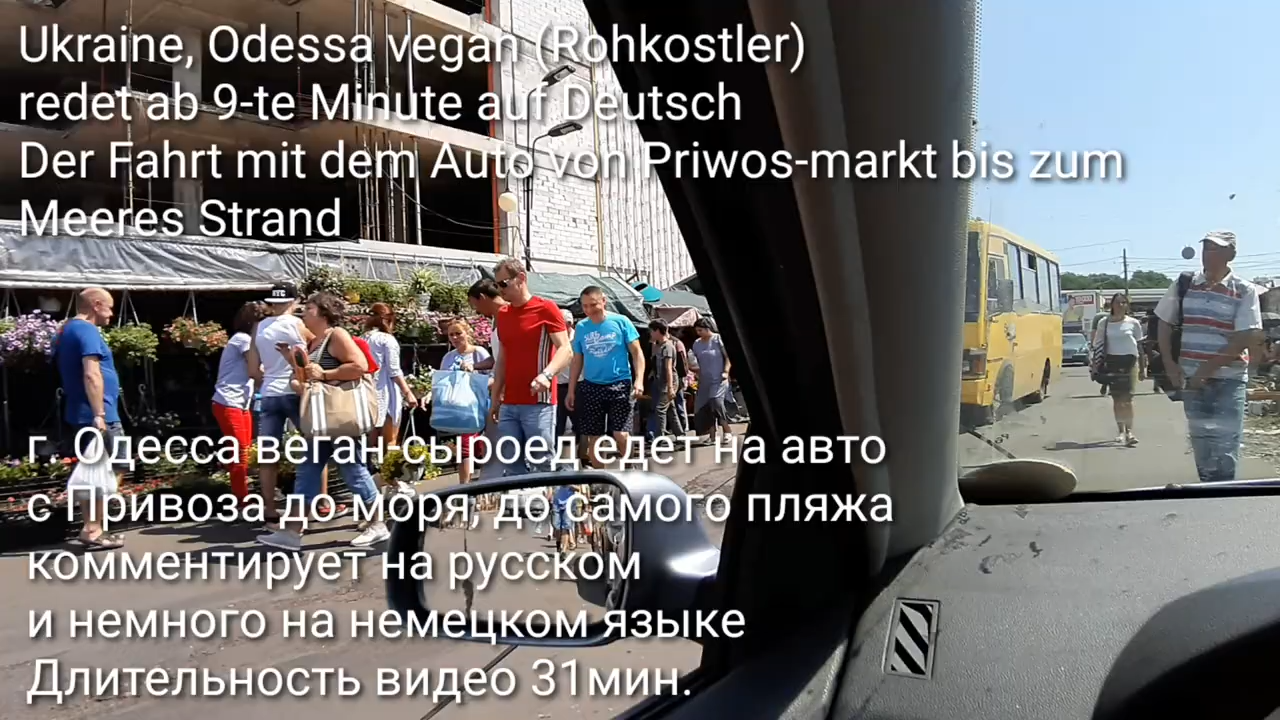 Ukraine, Odessa vegan (Rohkostler)
redet ab 9-te Minute auf Deutsch
Der Fahrt mit dem Auto von Priwos-markt bis zum
Meeres Strand
г. Одесса веган-сыроед едет на авто
с Привоза до моря, до самого пляжа
комментирует на русском
и немного на немецком языке
Длительность видео 31мин.